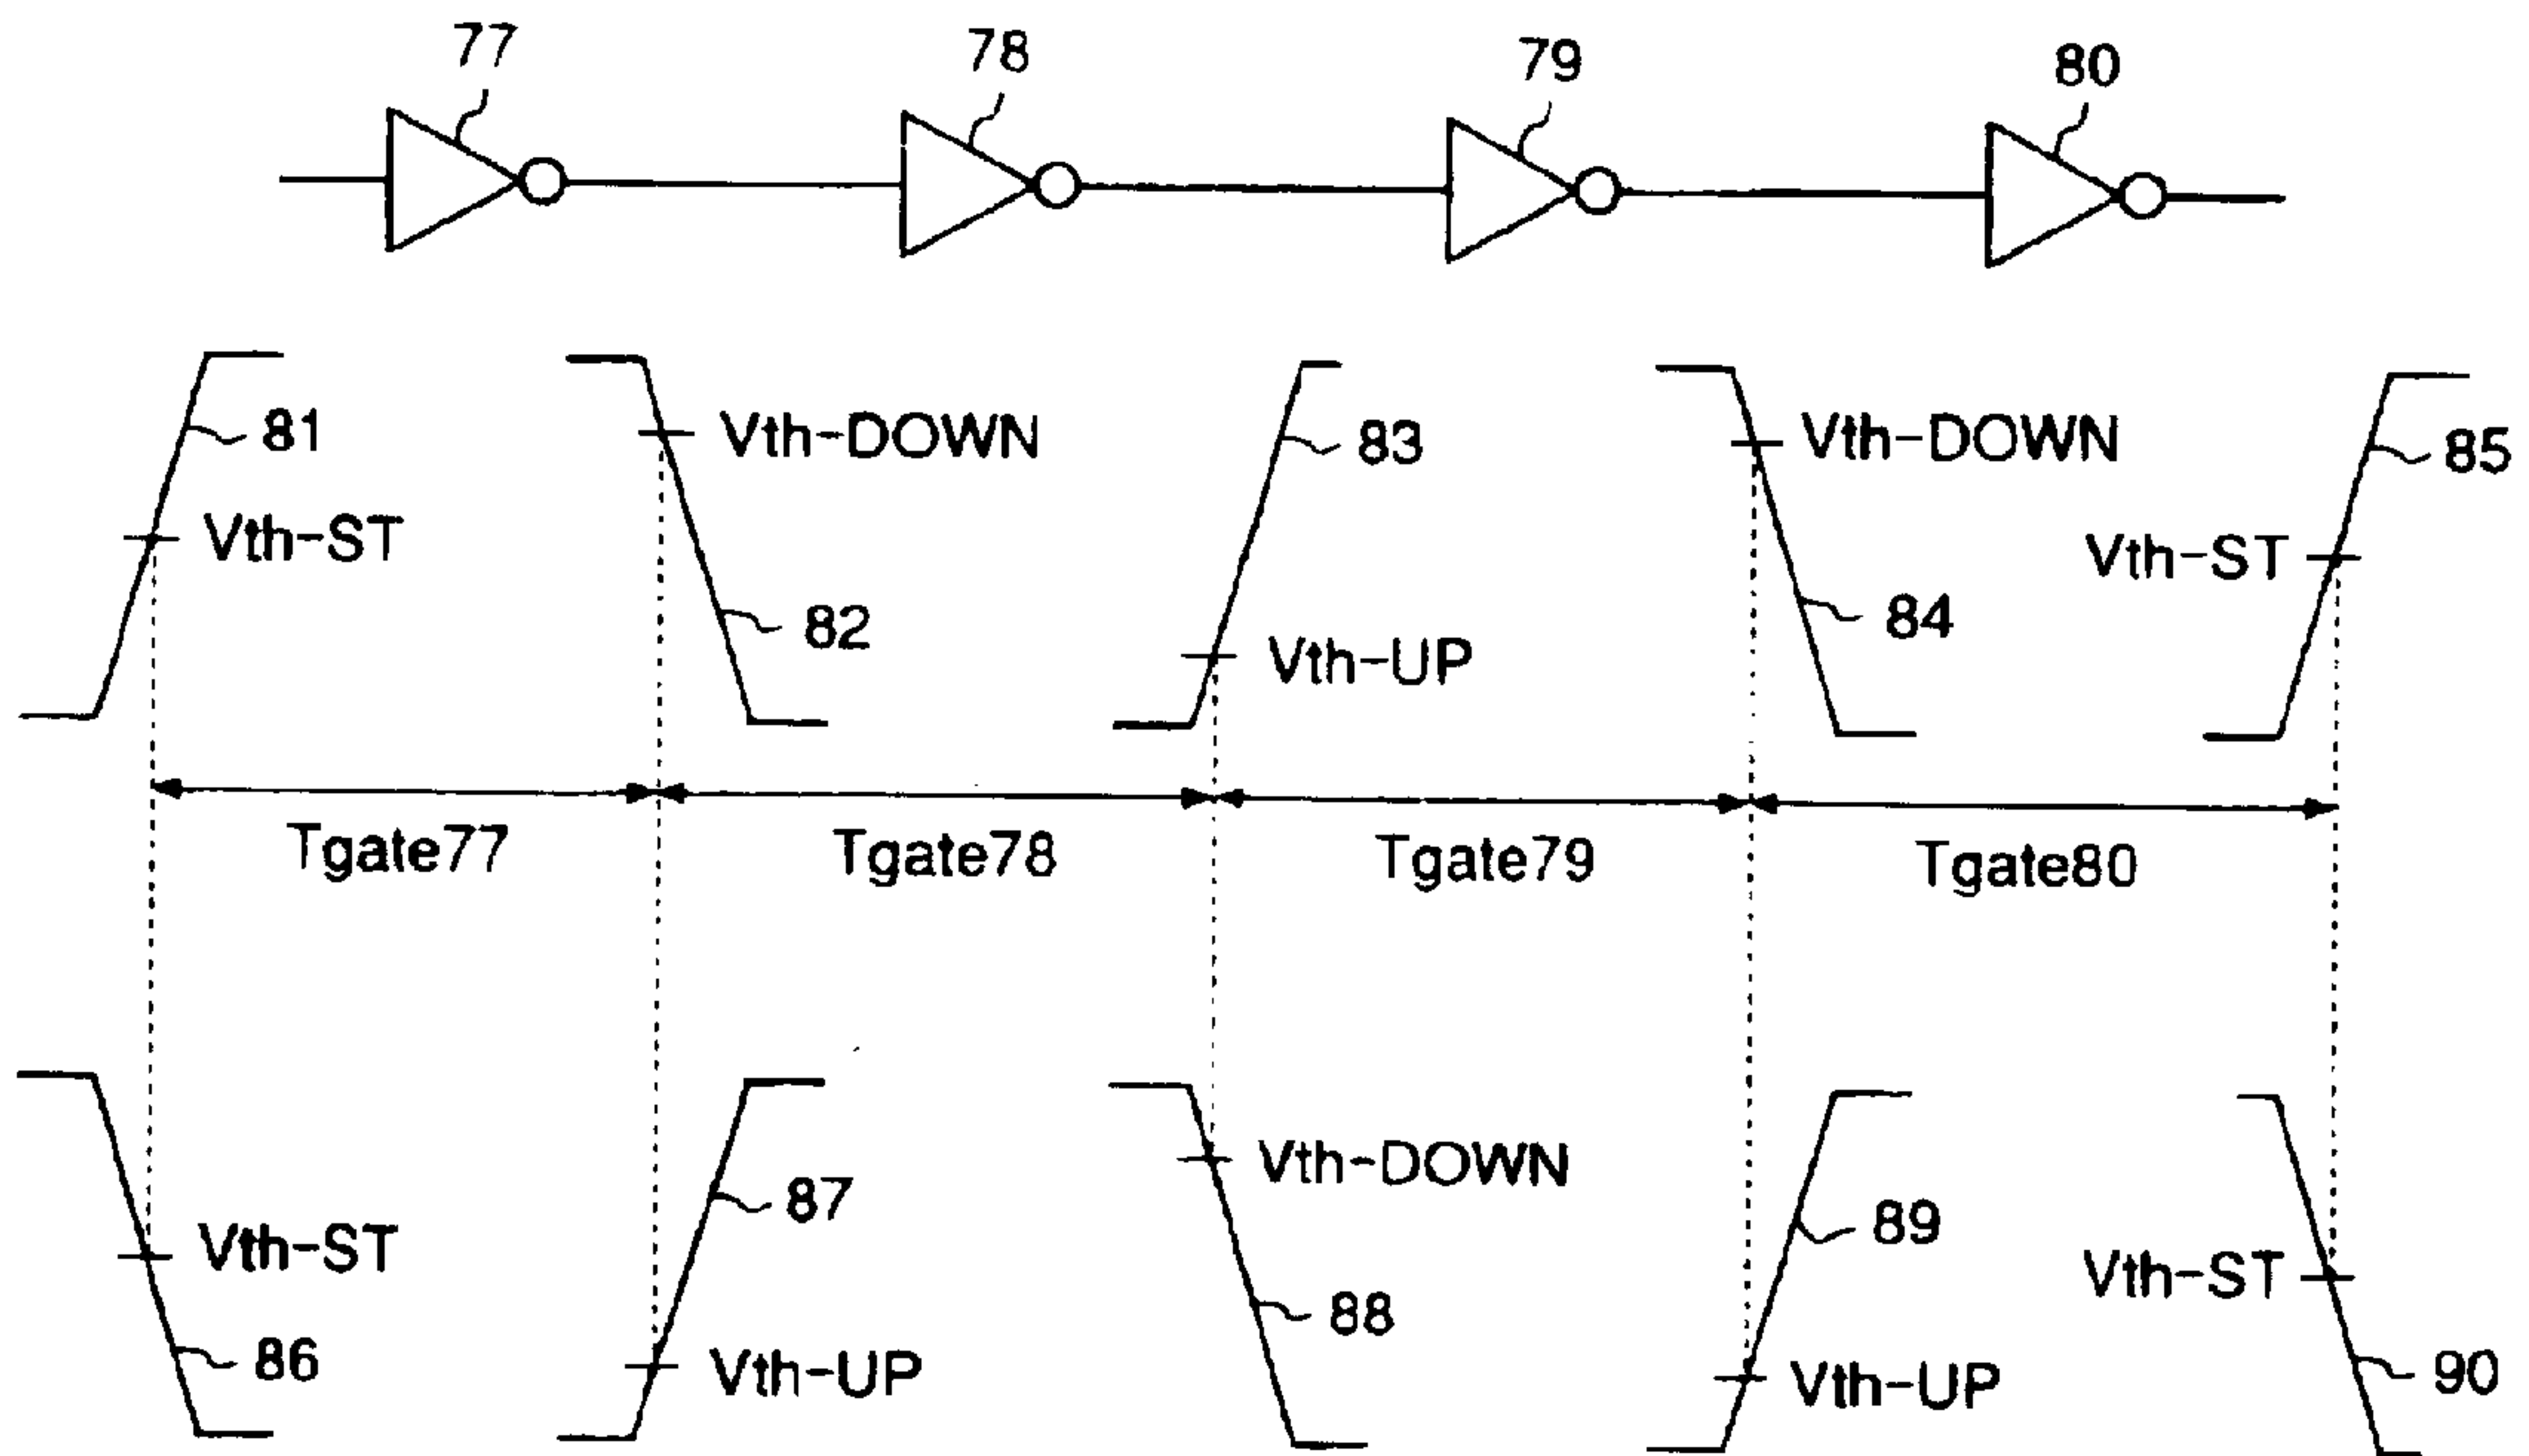 77
78
79
80
81
Vth-DOWN
83
Vth-DOWN
85
Vth-ST
Vth-ST
82
84
Vth-UP
Tgate77
Tgate78
Tgate79
Tgate80
Vth-DOWN
87
89
Vth-ST
Vth-ST
88
86
Vth-UP
Vth-UP
90